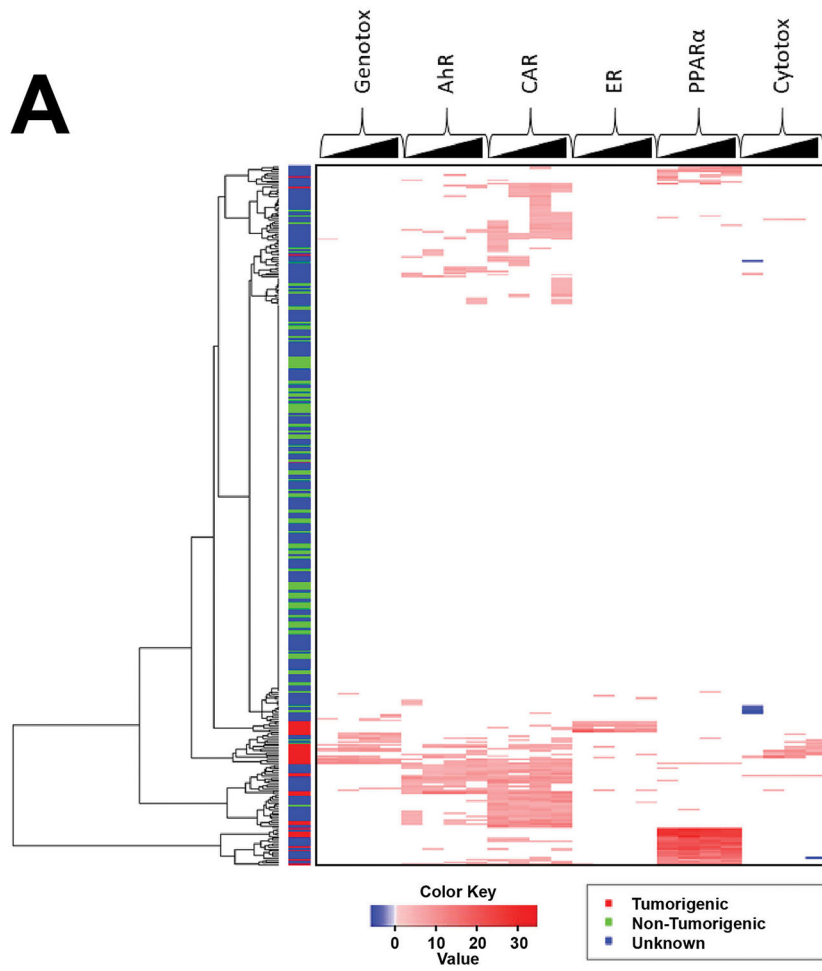 A
Genotox
AhR
CAR
ER
PPARα
Cytotox
Color Key
0 10 20 30
Value
Tumorigenic
Non-Tumorigenic
Unknown